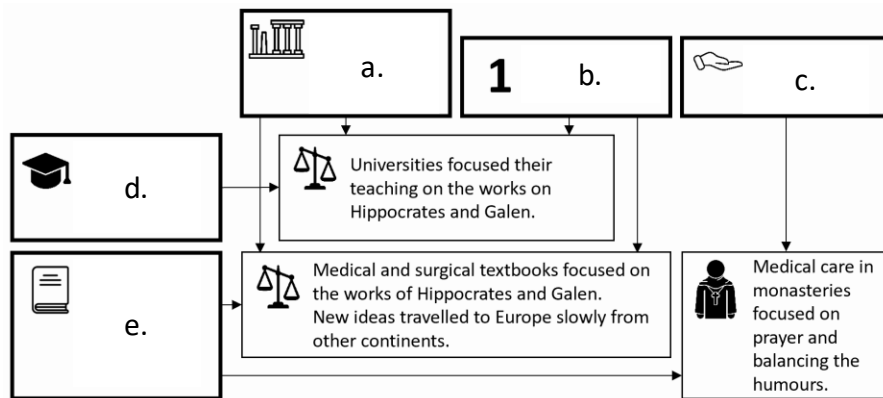 a.
1
b.
c.
d.
Universities focused their
teaching on the works on
Hippocrates and Galen.
e.
Medical and surgical textbooks focused on
the works of Hippocrates and Galen.
New ideas travelled to Europe slowly from
other continents.
Medical care in
monasteries
focused on
prayer and
balancing the
humours.